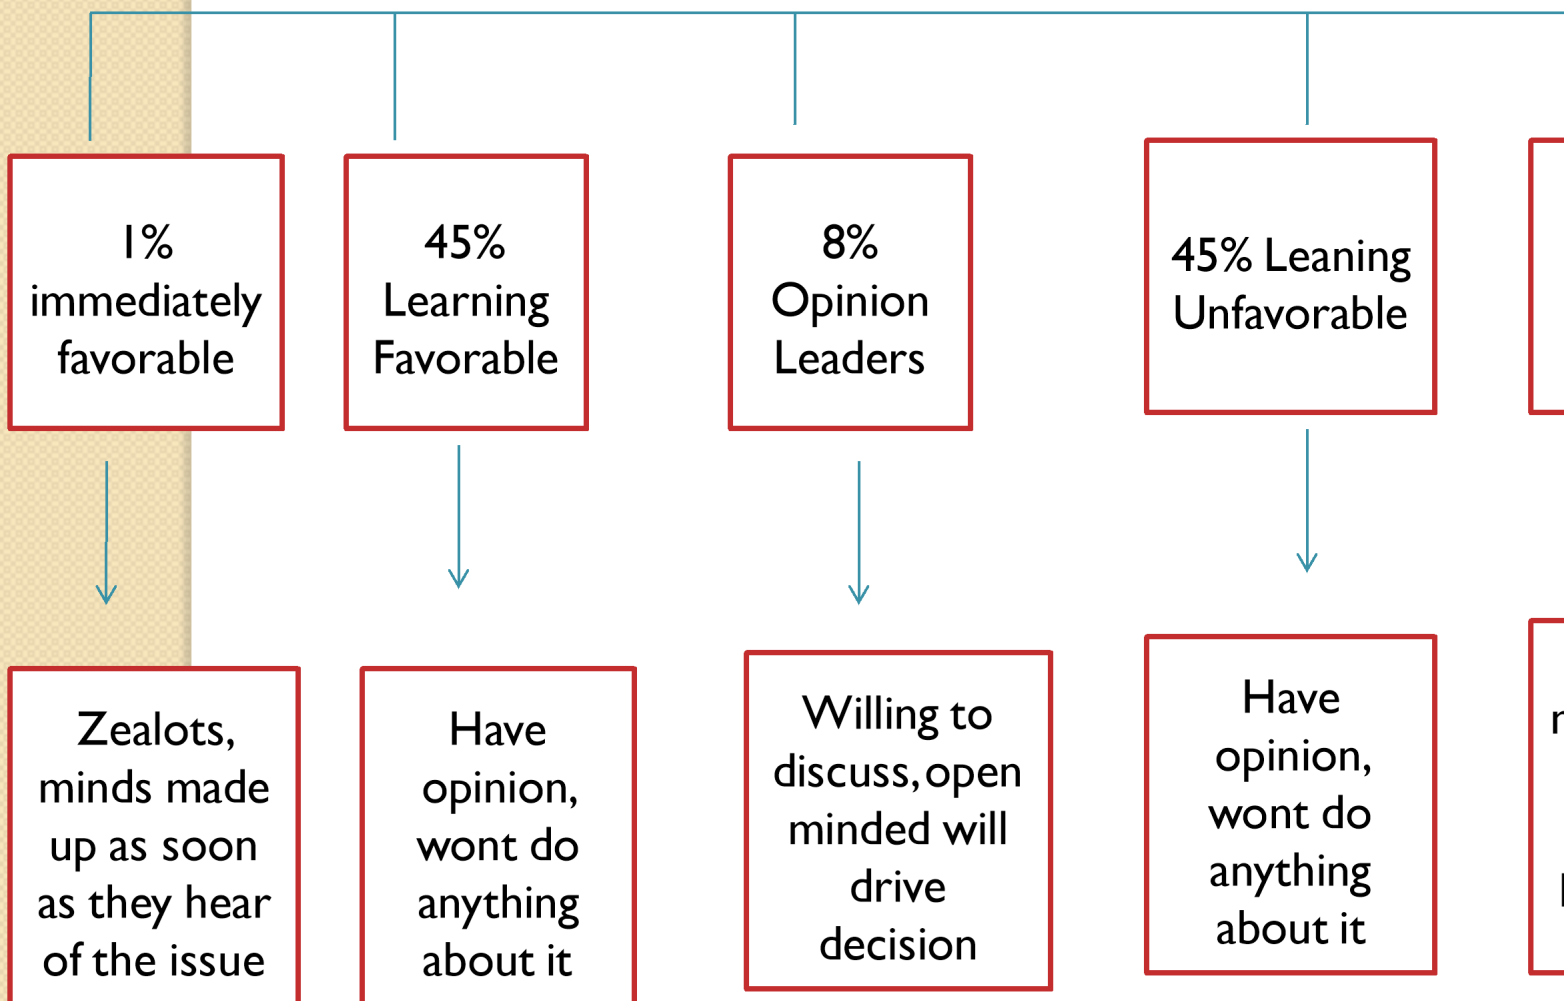 1%
immediately
favorable
45%
Learning
Favorable
8%
Opinion
Leaders
45% Leaning
Unfavorable
Zealots,
minds made
up as soon
as they hear
of the issue
Have
opinion,
wont do
anything
about it
Willing to
discuss, open
minded will
drive
decision
Have
opinion,
wont do
anything
about it